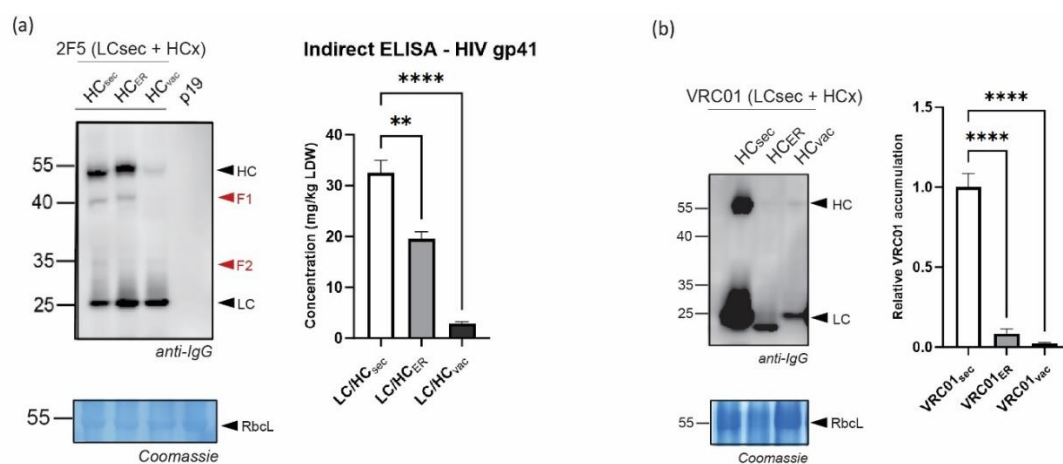 (a)
2F5 (LCsec + HCx)
HCsec
HCER
HCvac
p19
55
40
35
25
HC
F1
F2
LC
anti-IgG
55
RbcL
Coomassie
Indirect ELISA - HIV gp41
****
**
Concentration (mg/kg LDW)
40
30
20
10
0
LC/HCsec
LC/HCER
LC/HCvac
(b)
VRC01 (LCsec + HCx)
HCsec
HCER
HCvac
55
40
35
25
HC
LC
anti-IgG
55
RbcL
Coomassie
****
****
Relative VRC01 accumulation
1.5
1.0
0.5
0.0
VRC01sec
VRC01ER
VRC01vac